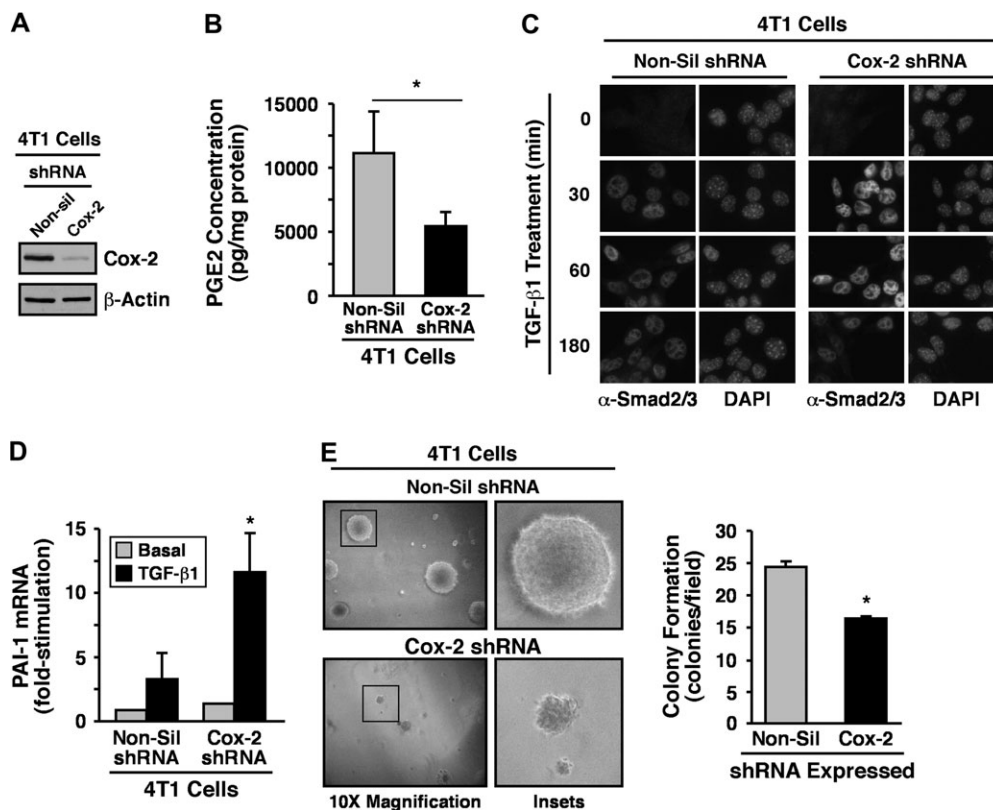 A
4T1 Cells
shRNA
Non-sil
Cox-2
Cox-2
β-Actin
B
PGE2 Concentration
(pg/mg protein)
15000
10000
5000
0
*
Non-Sil
shRNA
Cox-2
shRNA
4T1 Cells
C
4T1 Cells
Non-Sil shRNA
Cox-2 shRNA
TGF-β1 Treatment (min)
0
30
60
180
α-Smad2/3
DAPI
α-Smad2/3
DAPI
D
PAI-1 mRNA
(fold-stimulation)
15
10
5
0
Basal
TGF-β1
*
Non-Sil
shRNA
Cox-2
shRNA
4T1 Cells
E
4T1 Cells
Non-Sil shRNA
Cox-2 shRNA
10X Magnification
Insets
Colony Formation
(colonies/field)
30
25
20
15
10
5
0
*
Non-Sil
Cox-2
shRNA Expressed